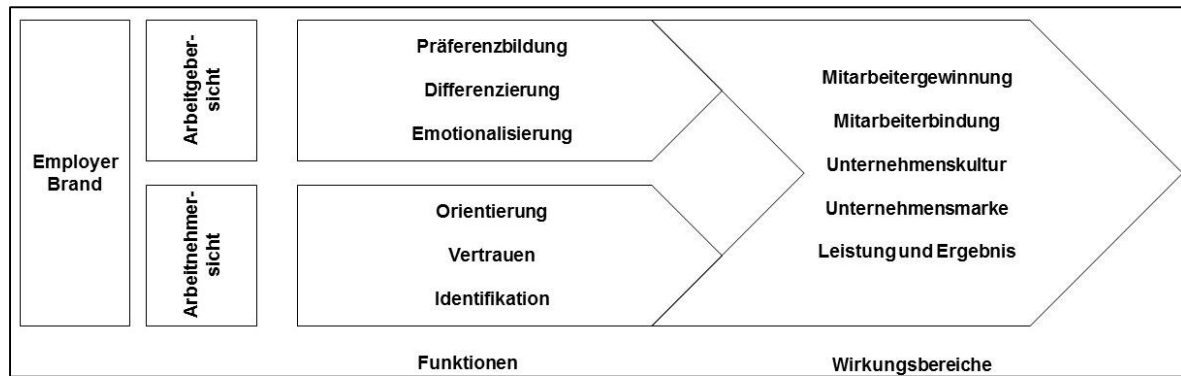 Employer
Brand
Arbeitgeber-
sicht
Präferenzbildung
Differenzierung
Emotionalisierung
Arbeitnehmer-
sicht
Orientierung
Vertrauen
Identifikation
Mitarbeitergewinnung
Mitarbeiterbindung
Unternehmenskultur
Unternehmensmarke
Leistung und Ergebnis
Funktionen
Wirkungsbereiche